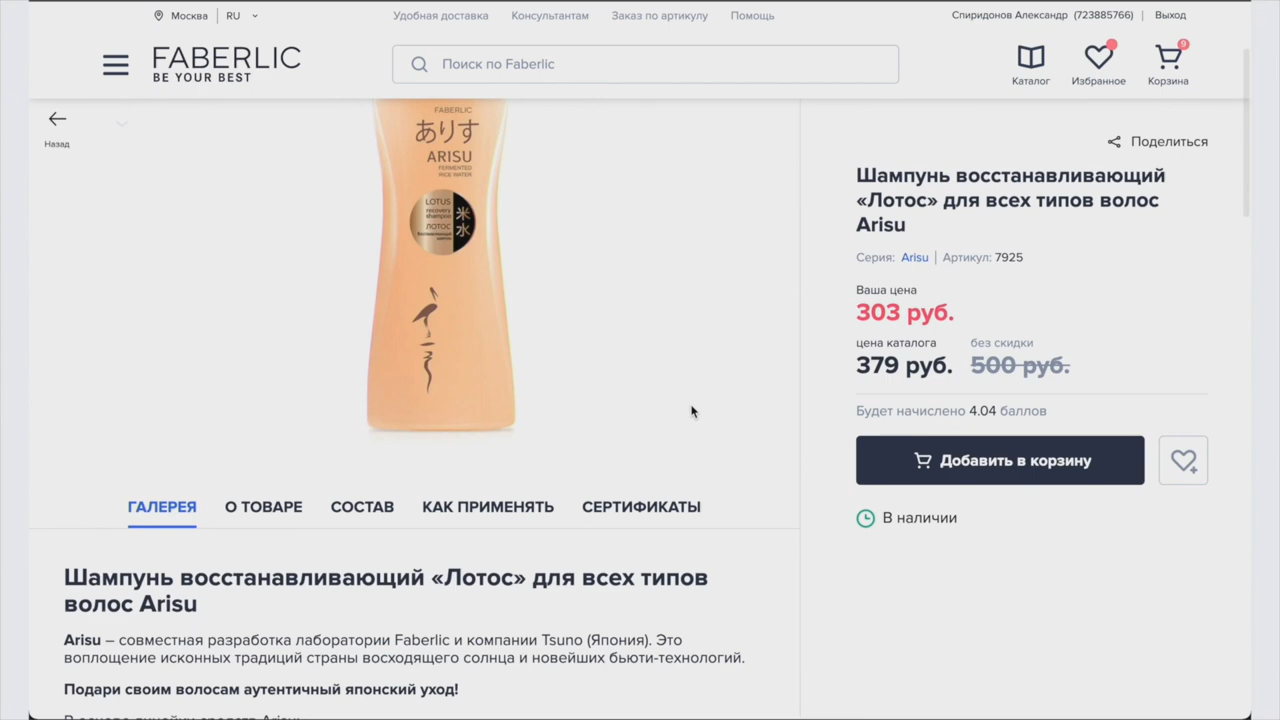 Москва
RU
Удобная доставка
Консультантам
Заказ по артикулу
Помощь
Спиридонов Александр (723885766)
Выход
FABERLIC
BE YOUR BEST
Поиск по Faberlic
Каталог
Избранное
9
Корзина
Назад
FABERLIC
ありす
ARISU
FERMENTED
RICE WATER
LOTUS
recovery
shampoo
ЛОТОС
米水
Поделиться
Шампунь восстанавливающий
«Лотос» для всех типов волос
Arisu
Серия: Arisu | Артикул: 7925
Ваша цена
303 руб.
цена каталога
без скидки
379 руб.
500 руб.
Будет начислено 4.04 баллов
Добавить в корзину
В наличии
ГАЛЕРЕЯ
О ТОВАРЕ
СОСТАВ
КАК ПРИМЕНЯТЬ
СЕРТИФИКАТЫ
Шампунь восстанавливающий «Лотос» для всех типов
волос Arisu
Arisu – совместная разработка лаборатории Faberlic и компании Tsuno (Япония). Это
воплощение исконных традиций страны восходящего солнца и новейших бьюти-технологий.
Подари своим волосам аутентичный японский уход!